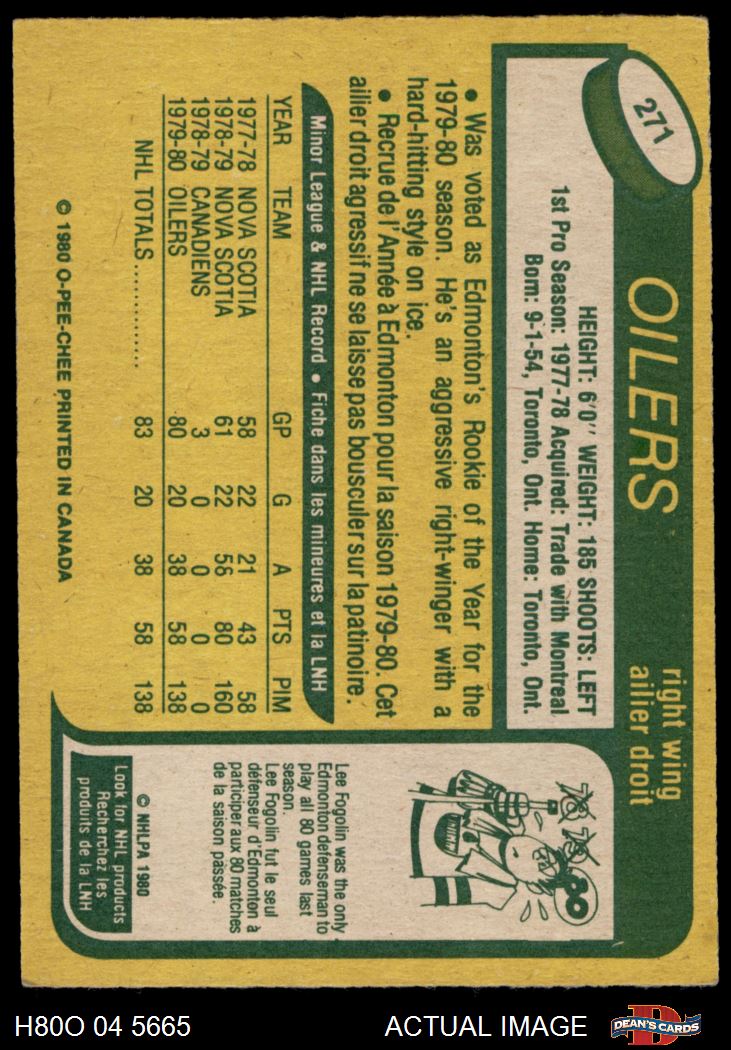 271
OILERS
right wing
ailier droit
HEIGHT: 6'0" WEIGHT: 185 SHOOTS: LEFT
1st Pro Season: 1977-78 Acquired: Trade with Montreal
Born: 9-1-54, Toronto, Ont. Home: Toronto, Ont.
• Was voted as Edmonton's Rookie of the Year for the
1979-80 season. He's an aggressive right-winger with a
hard-hitting style on ice.
• Recrue de l'Année à Edmonton pour la saison 1979-80. Cet
ailier droit agressif ne se laisse pas bousculer sur la patinoire.
Minor League & NHL Record • Fiche dans les mineures et la LNH
YEAR TEAM GP G A PTS PIM
1977-78 NOVA SCOTIA 58 22 21 43 58
1978-79 NOVA SCOTIA 61 22 58 80 160
1978-79 CANADIENS 3 0 0 0 0
1979-80 OILERS 80 20 38 58 138
NHL TOTALS .............. 83 20 38 58 138
© 1980 O-PEE-CHEE PRINTED IN CANADA
78
79
80
Lee Fogolin was the only
Edmonton defenseman to
play all 80 games last
season.
Lee Fogolin fut le seul
défenseur d'Edmonton à
participer aux 80 matches
de la saison passée.
© NHLPA 1980
Look for NHL products
Recherchez les
produits de la LNH
H80O 04 5665
ACTUAL IMAGE
DEAN'S CARDS